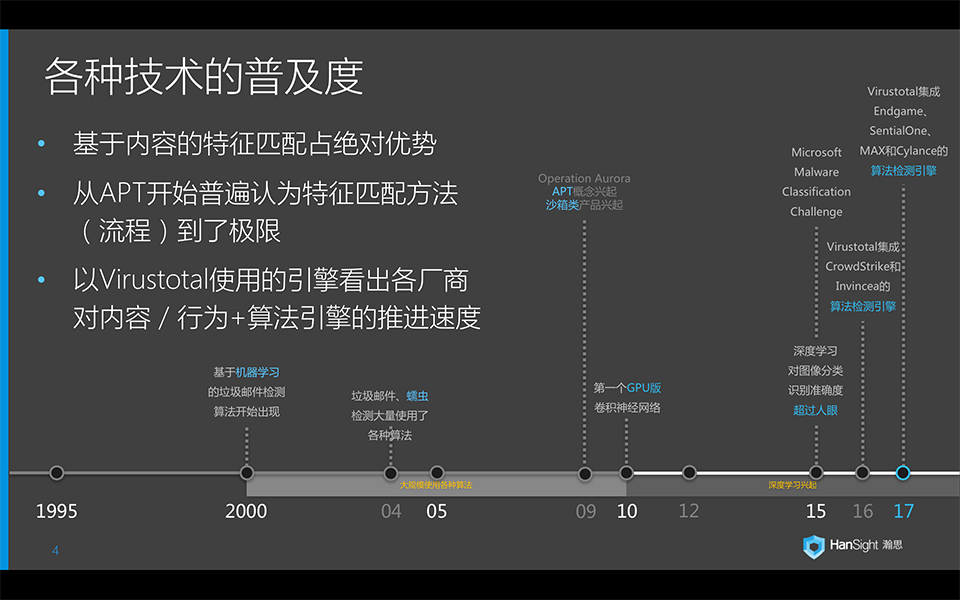 各种技术的普及度
• 基于内容的特征匹配占绝对优势
• 从APT开始普遍认为特征匹配方法
（流程）到了极限
• 以Virustotal使用的引擎看出各厂商
对内容 / 行为+算法引擎的推进速度
基于机器学习
的垃圾邮件检测
算法开始出现
垃圾邮件、蠕虫
检测大量使用了
各种算法
Operation Aurora
APT概念兴起
沙箱类产品兴起
第一个GPU版
卷积神经网络
Microsoft
Malware
Classification
Challenge
深度学习
对图像分类
识别准确度
超过人眼
Virustotal集成
CrowdStrike和
Invincea的
算法检测引擎
Virustotal集成
Endgame、
SentialOne、
MAX和Cylance的
算法检测引擎
大规模使用各种算法
深度学习兴起
1995 2000 04 05 09 10 12 15 16 17
4
HanSight 瀚思